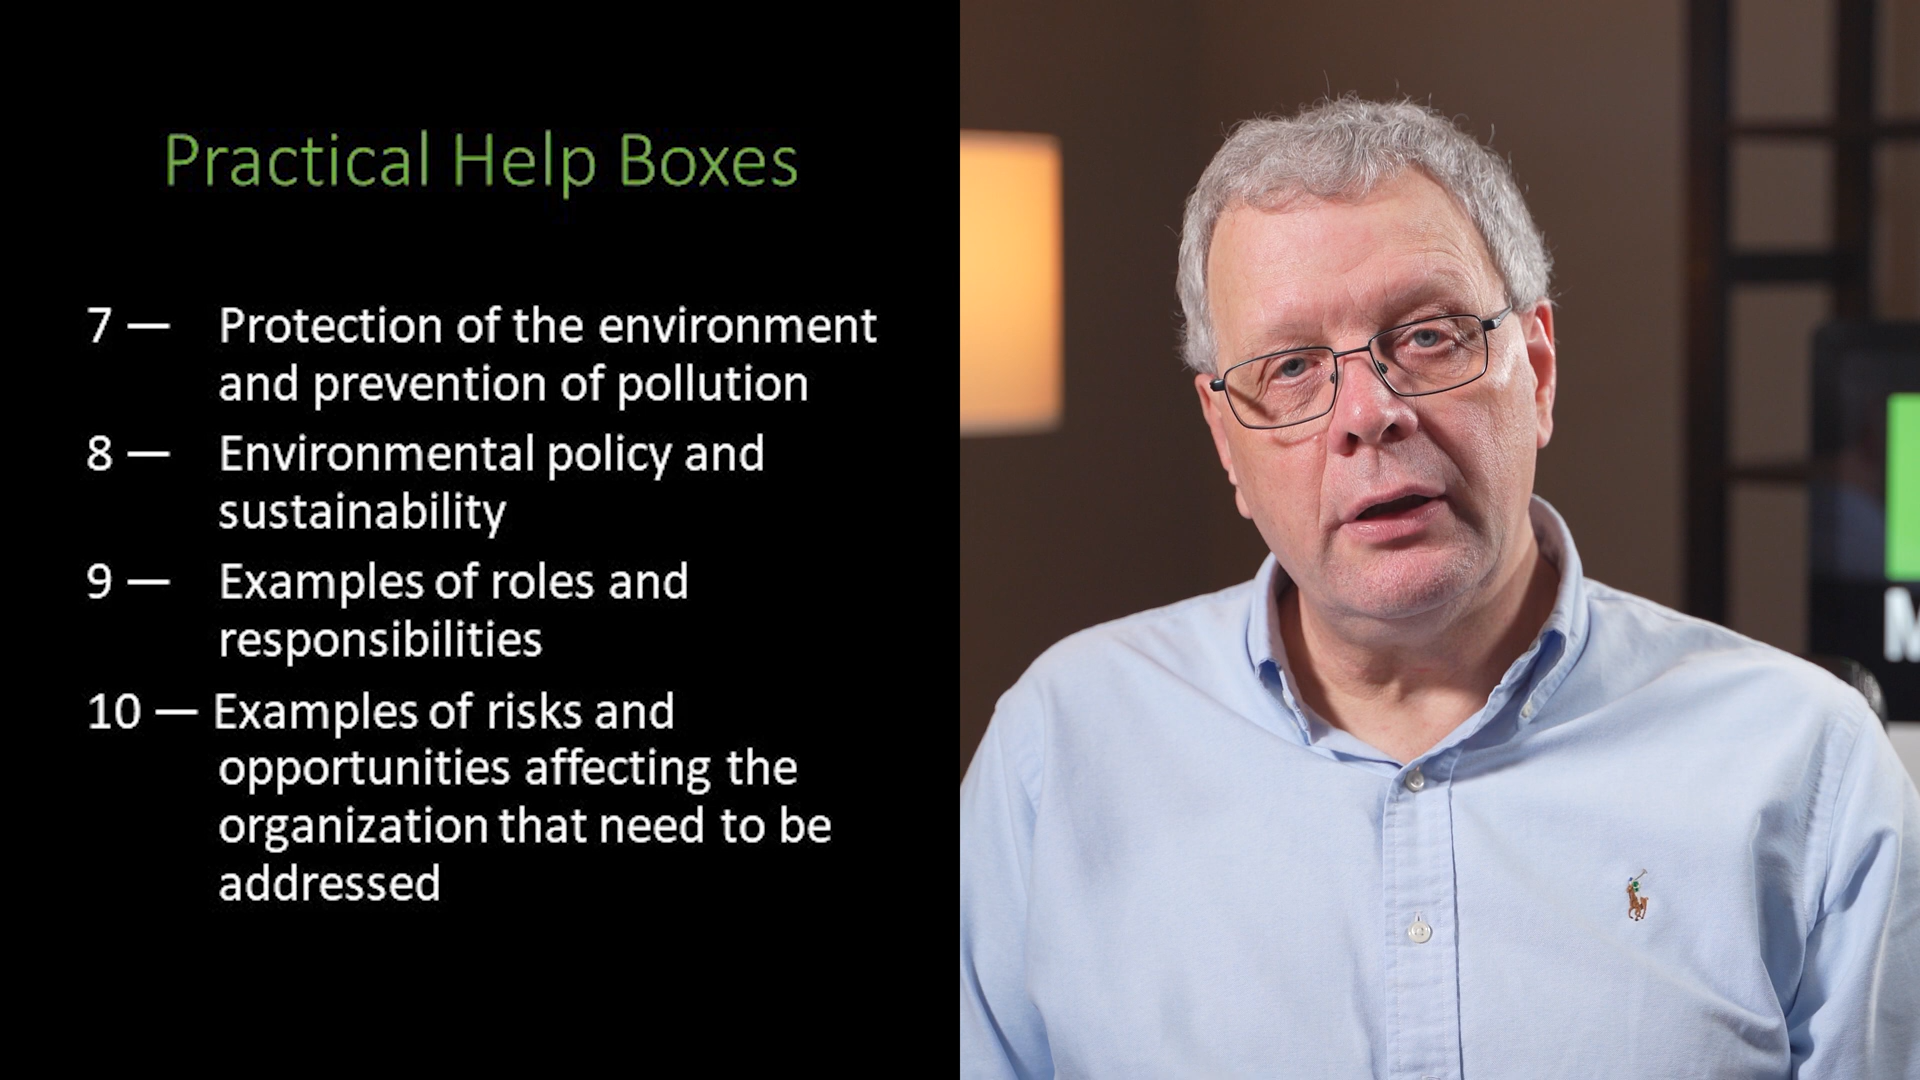 Practical Help Boxes
7 — Protection of the environment
and prevention of pollution
8 — Environmental policy and
sustainability
9 — Examples of roles and
responsibilities
10 — Examples of risks and
opportunities affecting the
organization that need to be
addressed
M